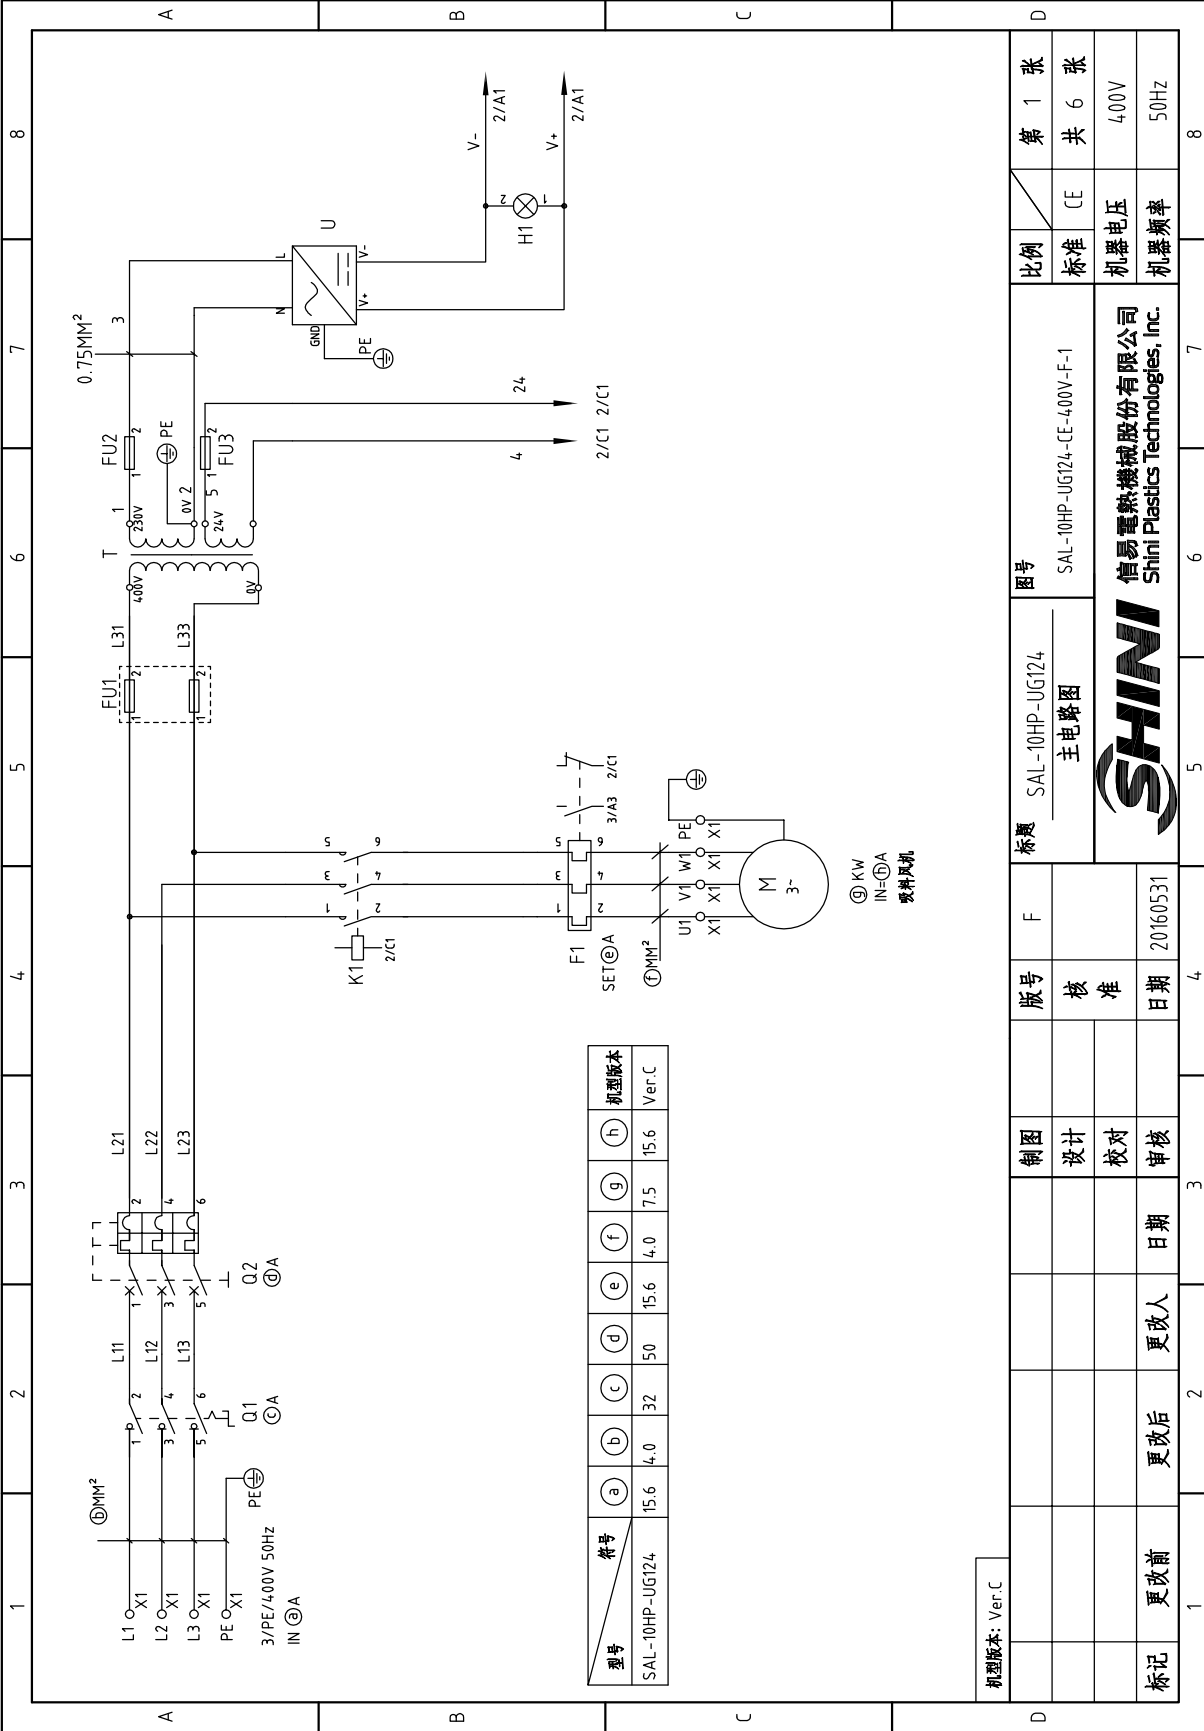 1 2 3 4 5 6 7 8
A
B
C
D
L1 X1
L2 X1
L3 X1
PE X1
3/PE/400V 50Hz
IN ⓐA
ⓑMM²
PE
1 2
3 4
5 6
Q1
ⓒA
L11
L12
L13
1 2
3 4
5 6
Q2
ⓓA
L21
L22
L23
FU1
1 2
1 2
L31
L33
T
400V
0V
230V
0V
24V
1
2
5
PE
FU2
1 2
FU3
1 2
0.75MM²
3
4
24
2/C1 2/C1
L
N
U
GND
PE
V+
V-
H1
1
2
V-
2/A1
V+
2/A1
K1
2/C1
1 2
3 4
5 6
F1
SETⓔA
1 2
3 4
5 6
3/A3
2/C1
ⓕMM²
U1 V1 W1 PE
X1 X1 X1 X1
M
3~
ⓖKW
IN=ⓗA
吸料风机
型号 符号 ⓐ ⓑ ⓒ ⓓ ⓔ ⓕ ⓖ ⓗ 机型版本
SAL-10HP-UG124 15.6 4.0 32 50 15.6 4.0 7.5 15.6 Ver.C
机型版本: Ver.C
标记 更改前 更改后 更改人 日期
制图
设计
校对
审核
版号 F
核准
日期 20160531
标题 SAL-10HP-UG124
主电路图
图号
SAL-10HP-UG124-CE-400V-F-1
SHINI
信易電熱機械股份有限公司
Shini Plastics Technologies, Inc.
比例 第 1 张
标准 CE 共 6 张
机器电压 400V
机器频率 50Hz
A
B
C
D
1 2 3 4 5 6 7 8